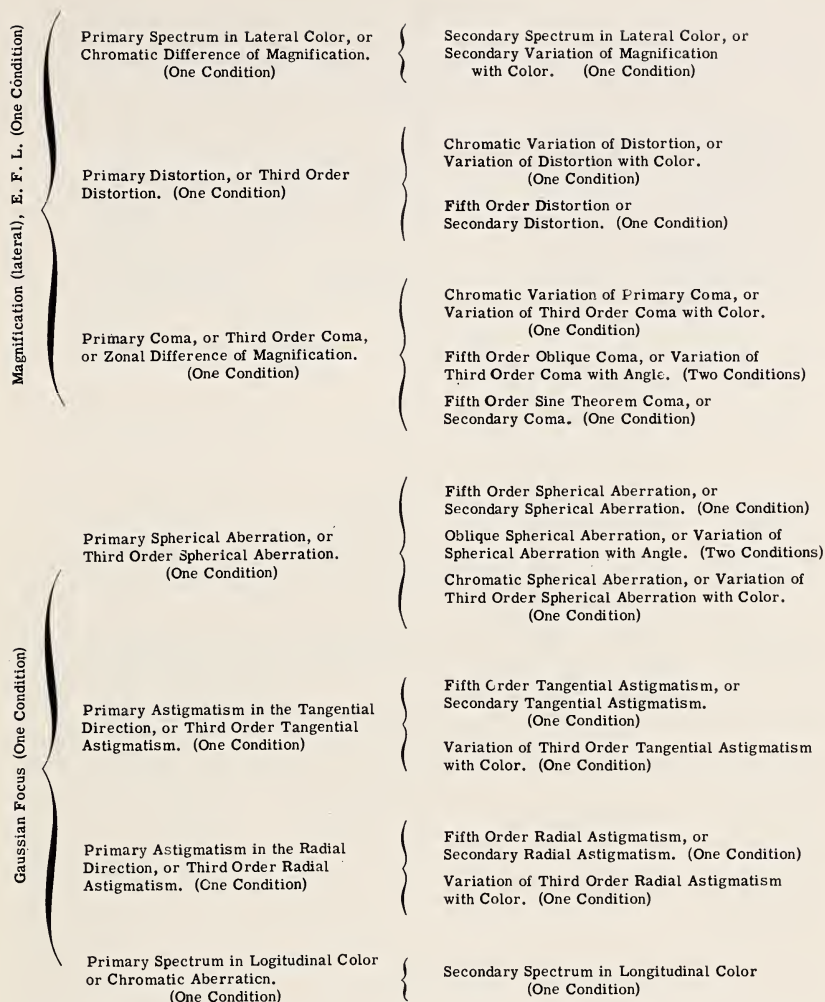 Magnification (lateral), E. F. L. (One Condition)
Primary Spectrum in Lateral Color, or
Chromatic Difference of Magnification.
(One Condition)
Secondary Spectrum in Lateral Color, or
Secondary Variation of Magnification
with Color. (One Condition)
Primary Distortion, or Third Order
Distortion. (One Condition)
Chromatic Variation of Distortion, or
Variation of Distortion with Color.
(One Condition)
Fifth Order Distortion or
Secondary Distortion. (One Condition)
Primary Coma, or Third Order Coma,
or Zonal Difference of Magnification.
(One Condition)
Chromatic Variation of Primary Coma, or
Variation of Third Order Coma with Color.
(One Condition)
Fifth Order Oblique Coma, or Variation of
Third Order Coma with Angle. (Two Conditions)
Fifth Order Sine Theorem Coma, or
Secondary Coma. (One Condition)
Gaussian Focus (One Condition)
Primary Spherical Aberration, or
Third Order Spherical Aberration.
(One Condition)
Fifth Order Spherical Aberration, or
Secondary Spherical Aberration. (One Condition)
Oblique Spherical Aberration, or Variation of
Spherical Aberration with Angle. (Two Conditions)
Chromatic Spherical Aberration, or Variation of
Third Order Spherical Aberration with Color.
(One Condition)
Primary Astigmatism in the Tangential
Direction, or Third Order Tangential
Astigmatism. (One Condition)
Fifth Order Tangential Astigmatism, or
Secondary Tangential Astigmatism.
(One Condition)
Variation of Third Order Tangential Astigmatism
with Color. (One Condition)
Primary Astigmatism in the Radial
Direction, or Third Order Radial
Astigmatism. (One Condition)
Fifth Order Radial Astigmatism, or
Secondary Radial Astigmatism. (One Condition)
Variation of Third Order Radial Astigmatism
with Color. (One Condition)
Primary Spectrum in Logitudinal Color
or Chromatic Aberration.
(One Condition)
Secondary Spectrum in Longitudinal Color
(One Condition)